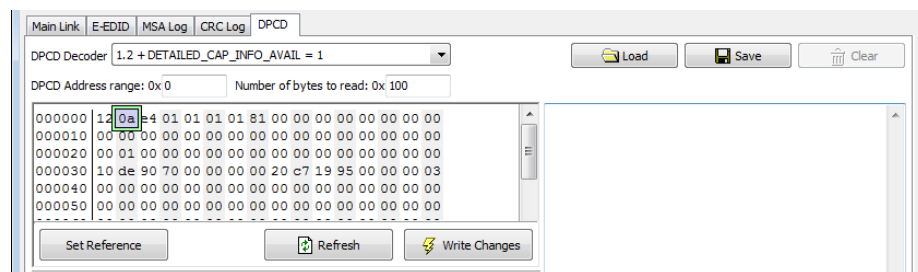 Main Link E-EDID MSA Log CRC Log DPCD
DPCD Decoder 1.2 + DETAILED_CAP_INFO_AVAIL = 1 Load Save Clear
DPCD Address range: 0x 0 Number of bytes to read: 0x 100
000000 12 0a e4 01 01 01 01 81 00 00 00 00 00 00 00 00
000010 00 00 00 00 00 00 00 00 00 00 00 00 00 00 00 00
000020 00 01 00 00 00 00 00 00 00 00 00 00 00 00 00 00
000030 10 de 90 70 00 00 00 00 20 c7 19 95 00 00 00 03
000040 00 00 00 00 00 00 00 00 00 00 00 00 00 00 00 00
000050 00 00 00 00 00 00 00 00 00 00 00 00 00 00 00 00
Set Reference Refresh Write Changes